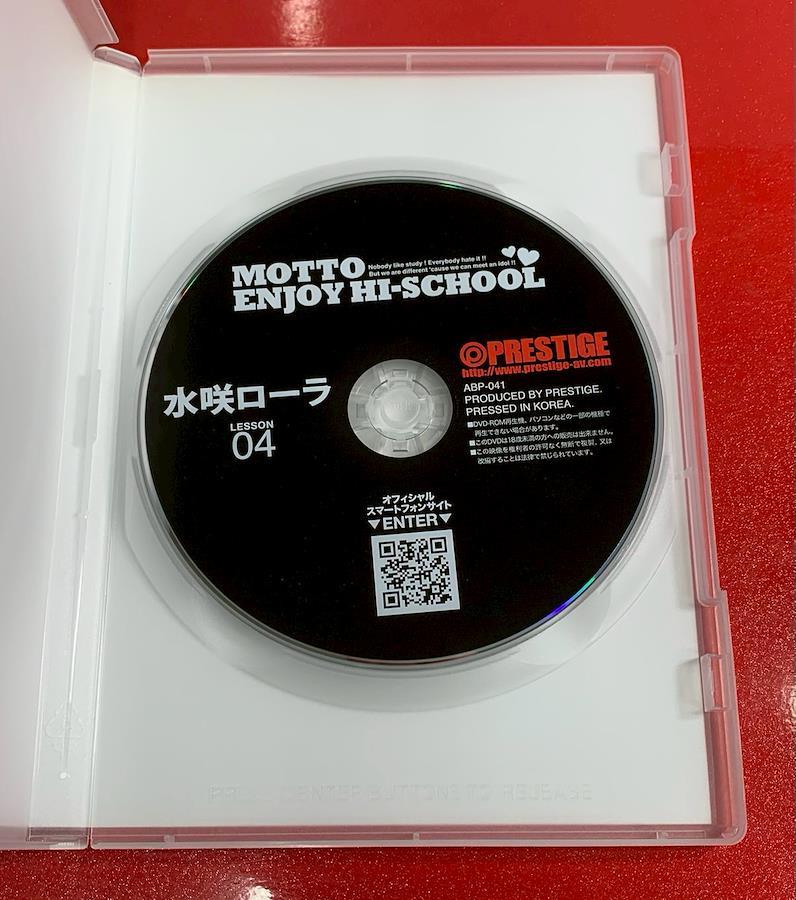 MOTTO
Nobody like study ! Everybody hate it !!
But we are different 'cause we can meet an idol !!
ENJOY HI-SCHOOL
水咲ローラ
LESSON
04
PRESTIGE
http://www.prestige-av.com
ABP-041
PRODUCED BY PRESTIGE.
PRESSED IN KOREA.
■DVD-ROM再生機、パソコンなどの一部の機種で
再生できない場合があります。
■このDVDは18歳未満の方への販売は出来ません。
■この映像を権利者の許可なく無断で複製、又は
改編することは法律で禁じられています。
オフィシャル
スマートフォンサイト
▼ENTER▼
PRESS CENTER BUTTONS TO RELEASE